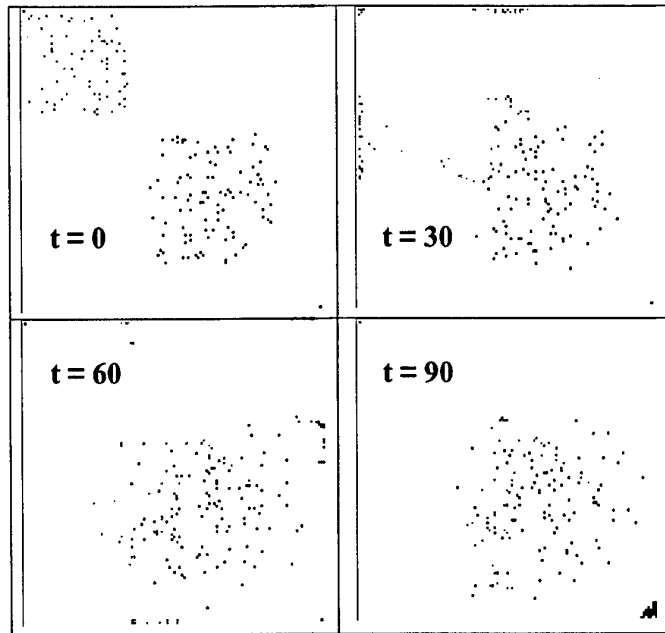 t = 0
t = 30
t = 60
t = 90